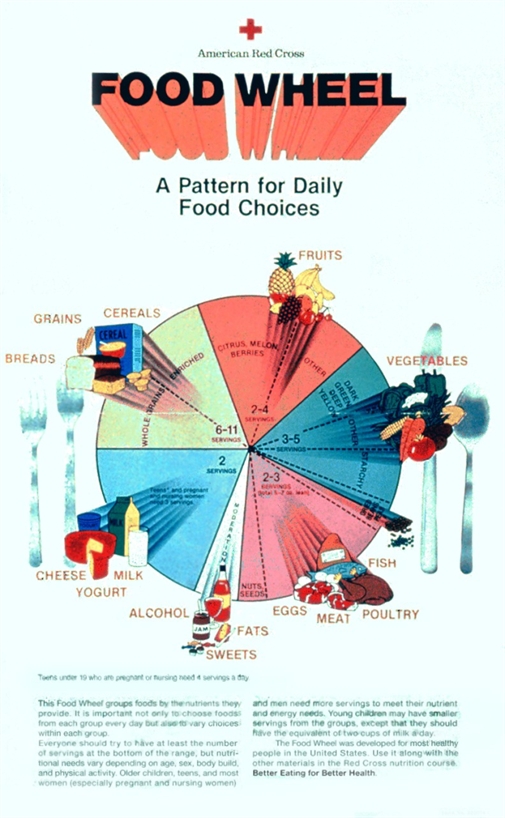 American Red Cross
FOOD WHEEL
A Pattern for Daily
Food Choices
FRUITS
GRAINS
CEREALS
BREADS
VEGETABLES
CEREAL
ENRICHED
WHOLE GRAINS
CITRUS, MELON,
BERRIES
OTHER
DARK
GREEN
DEEP
YELLOW
OTHER
STARCHY
2-4
SERVINGS
6-11
SERVINGS
3-5
SERVINGS
2
SERVINGS
2-3
SERVINGS
Teens* and pregnant
and nursing women
need 3 servings.
MODERATION
NUTS,
SEEDS
MILK
JAM
CHEESE
MILK
YOGURT
FISH
EGGS
MEAT
POULTRY
ALCOHOL
FATS
SWEETS
Teens under 19 who are pregnant or nursing need 4 servings a day
This Food Wheel groups foods by the nutrients they
provide. It is important not only to choose foods
from each group every day but also to vary choices
within each group.
Everyone should try to have at least the number
of servings at the bottom of the range, but nutri-
tional needs vary depending on age, sex, body build,
and physical activity. Older children, teens, and most
women (especially pregnant and nursing women)
and men need more servings to meet their nutrient
and energy needs. Young children may have smaller
servings from the groups, except that they should
have the equivalent of two cups of milk a day.
The Food Wheel was developed for most healthy
people in the United States. Use it along with the
other materials in the Red Cross nutrition course,
Better Eating for Better Health.